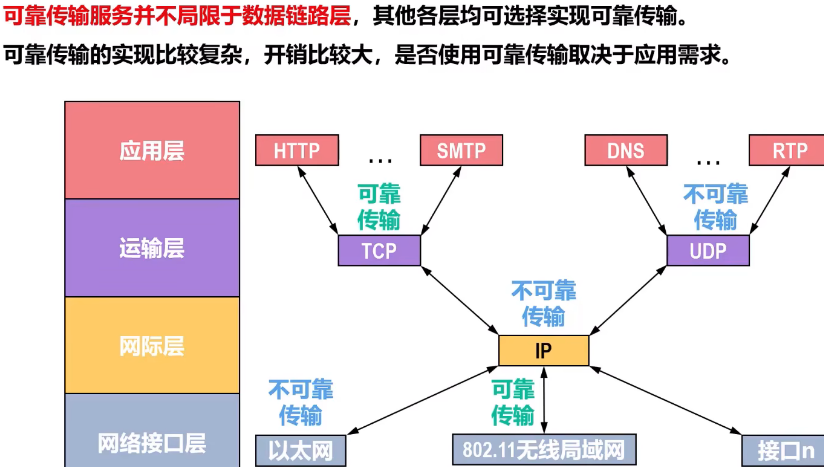 可靠传输服务并不局限于数据链路层，其他各层均可选择实现可靠传输。
可靠传输的实现比较复杂，开销比较大，是否使用可靠传输取决于应用需求。
应用层
HTTP
...
SMTP
DNS
...
RTP
可靠
传输
不可靠
传输
运输层
TCP
UDP
不可靠
传输
网际层
IP
不可靠
传输
可靠
传输
网络接口层
以太网
802.11无线局域网
接口n